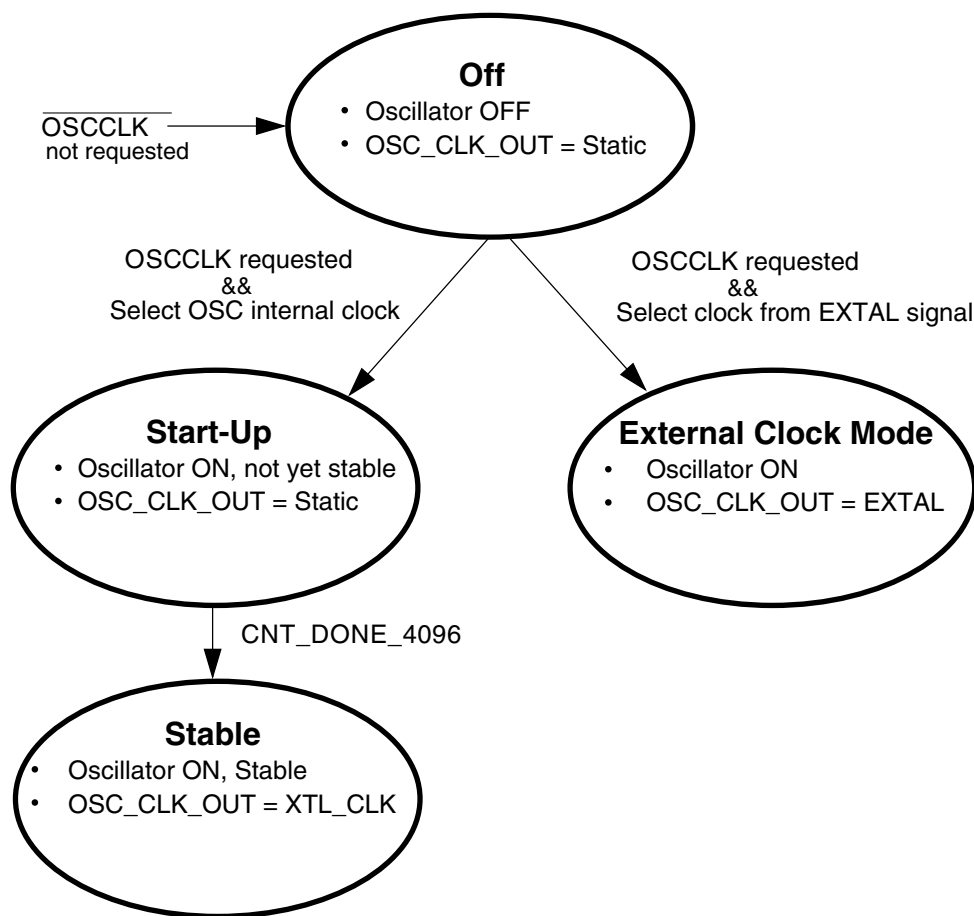 Off
• Oscillator OFF
• OSC_CLK_OUT = Static
OSCCLK
not requested
OSCCLK requested
&&
Select OSC internal clock
OSCCLK requested
&&
Select clock from EXTAL signal
Start-Up
• Oscillator ON, not yet stable
• OSC_CLK_OUT = Static
External Clock Mode
• Oscillator ON
• OSC_CLK_OUT = EXTAL
CNT_DONE_4096
Stable
• Oscillator ON, Stable
• OSC_CLK_OUT = XTL_CLK